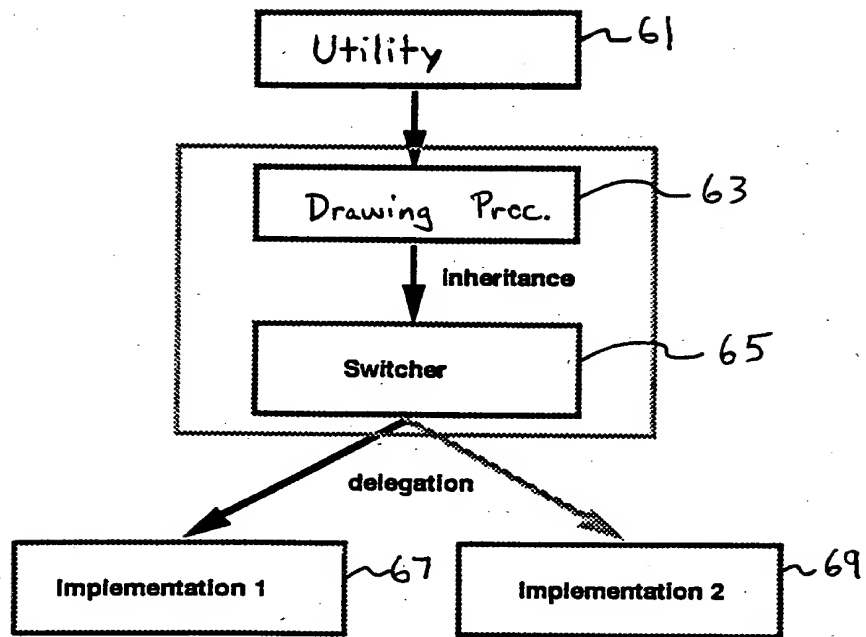 Utility
61
Drawing Proc.
63
inheritance
Switcher
65
delegation
Implementation 1
67
Implementation 2
69